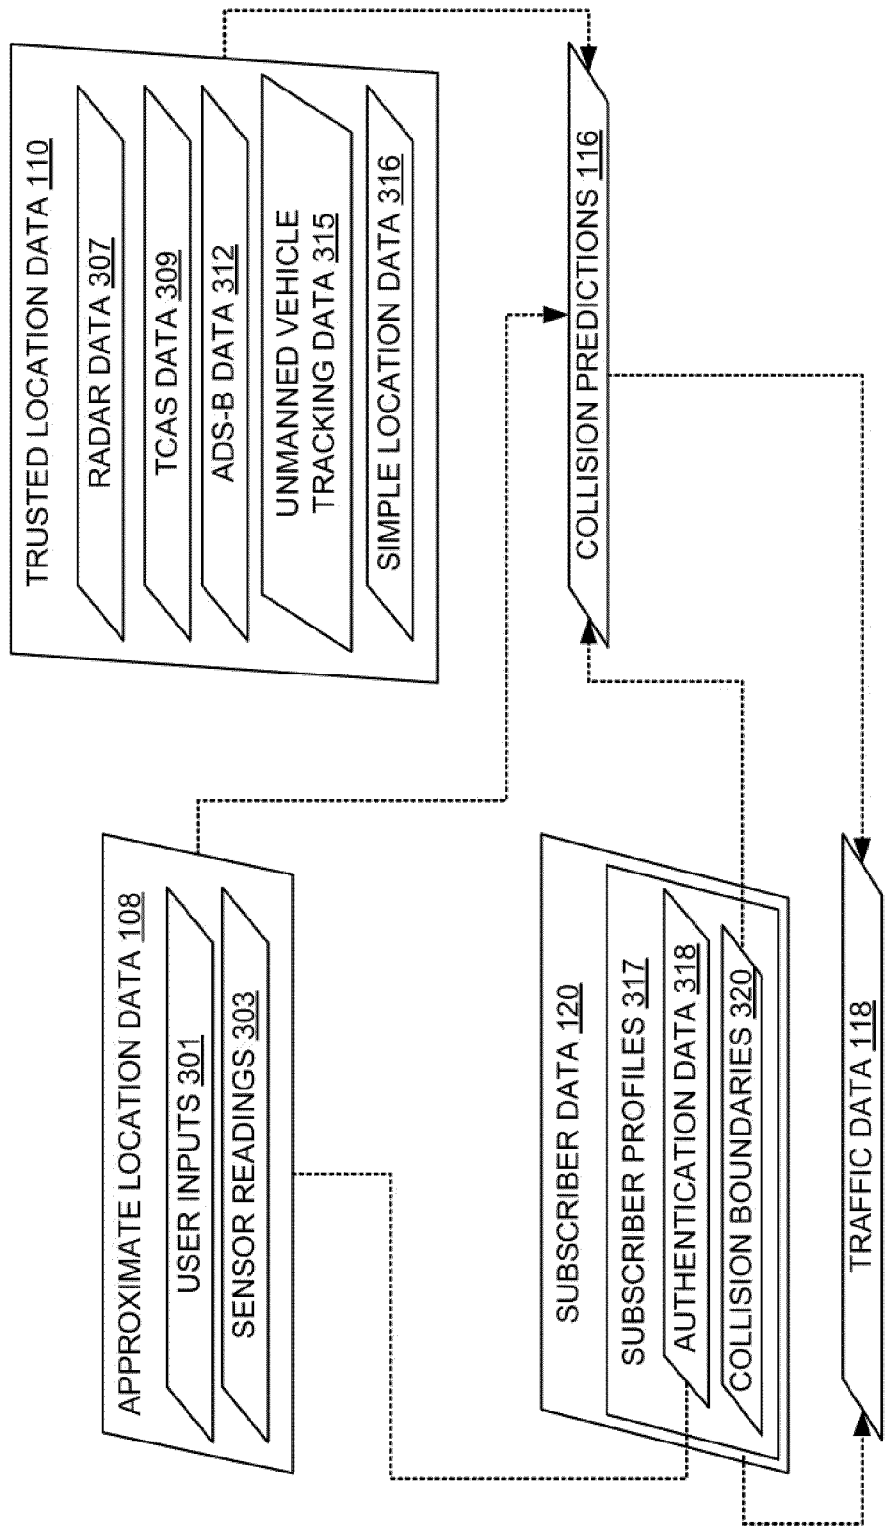 APPROXIMATE LOCATION DATA 108
USER INPUTS 301
SENSOR READINGS 303
TRUSTED LOCATION DATA 110
RADAR DATA 307
TCAS DATA 309
ADS-B DATA 312
UNMANNED VEHICLE
TRACKING DATA 315
SIMPLE LOCATION DATA 316
SUBSCRIBER DATA 120
SUBSCRIBER PROFILES 317
AUTHENTICATION DATA 318
COLLISION BOUNDARIES 320
COLLISION PREDICTIONS 116
TRAFFIC DATA 118